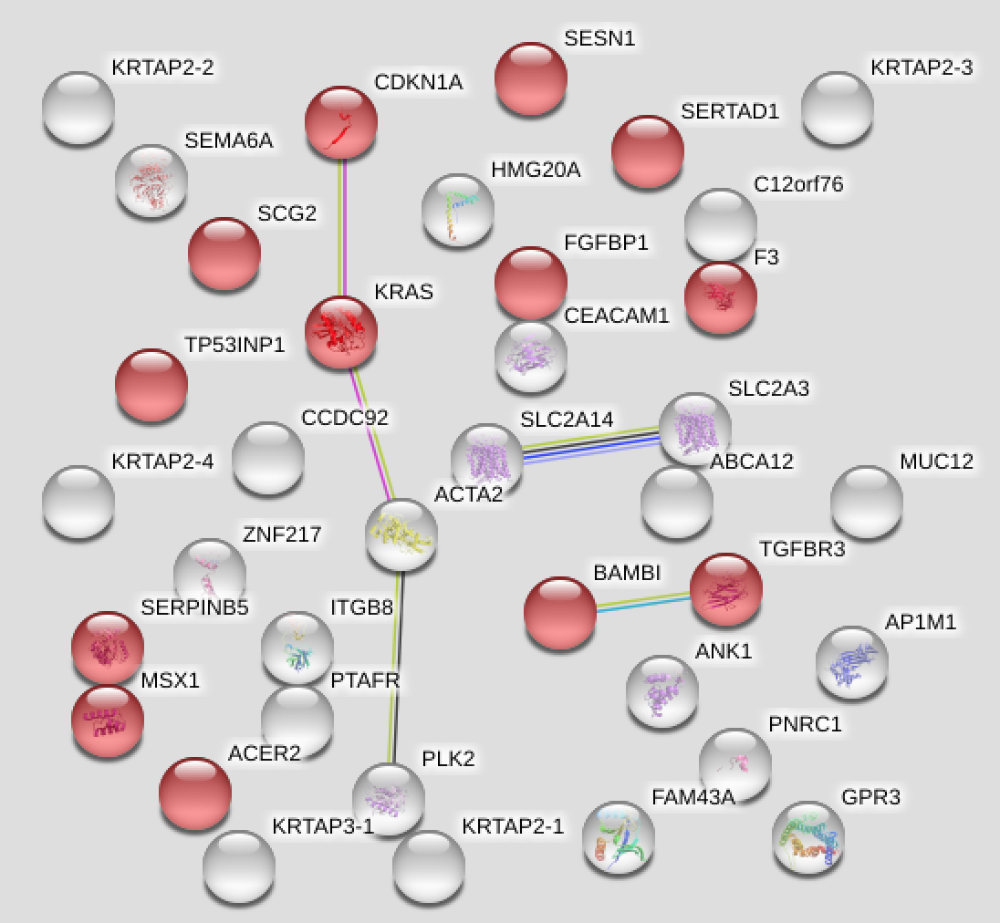 SESN1
KRTAP2-2
KRTAP2-3
CDKN1A
SERTAD1
SEMA6A
HMG20A
C12orf76
SCG2
FGFBP1
F3
KRAS
CEACAM1
TP53INP1
SLC2A3
CCDC92
SLC2A14
KRTAP2-4
ABCA12
MUC12
ACTA2
ZNF217
TGFBR3
BAMBI
SERPINB5
ITGB8
AP1M1
ANK1
MSX1
PTAFR
PNRC1
ACER2
PLK2
FAM43A
GPR3
KRTAP3-1
KRTAP2-1